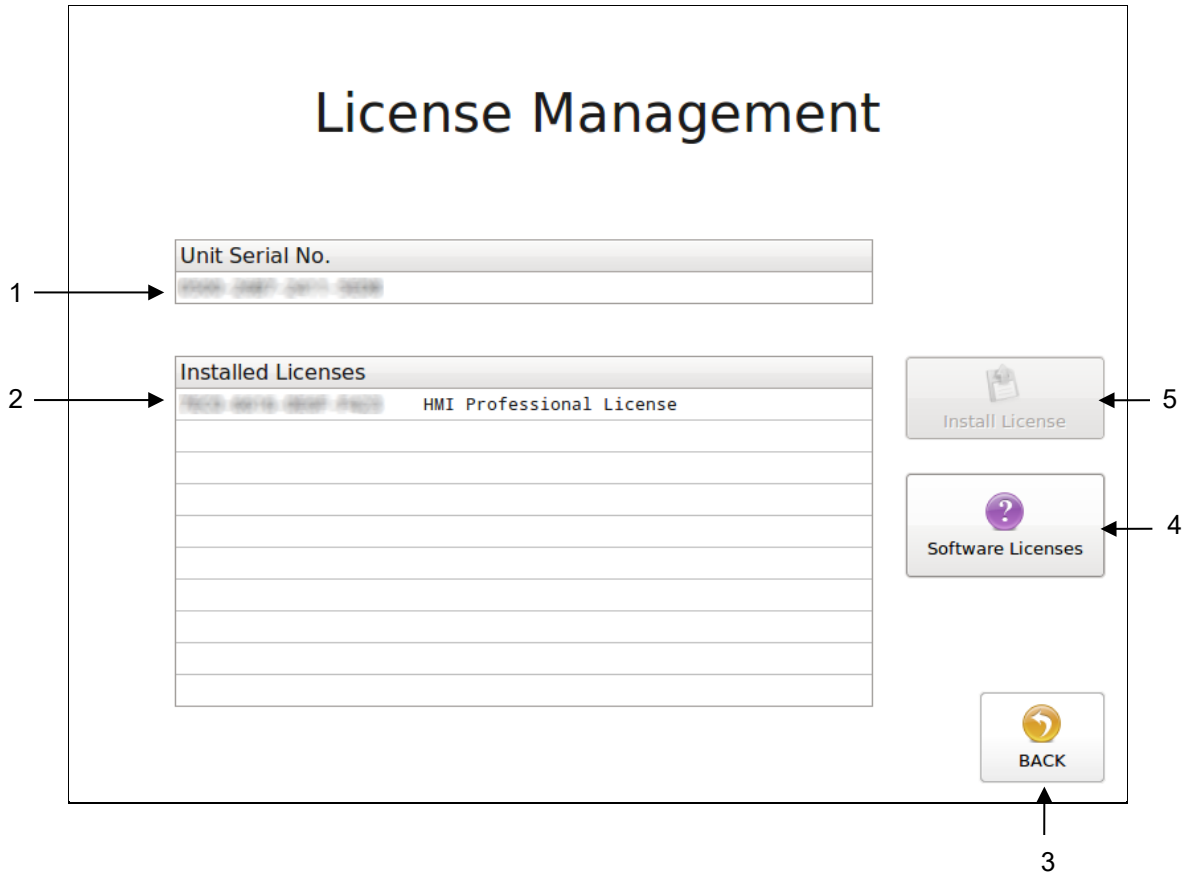 License Management
Unit Serial No.
1
Installed Licenses
2
HMI Professional License
Install License
5
Software Licenses
4
BACK
3